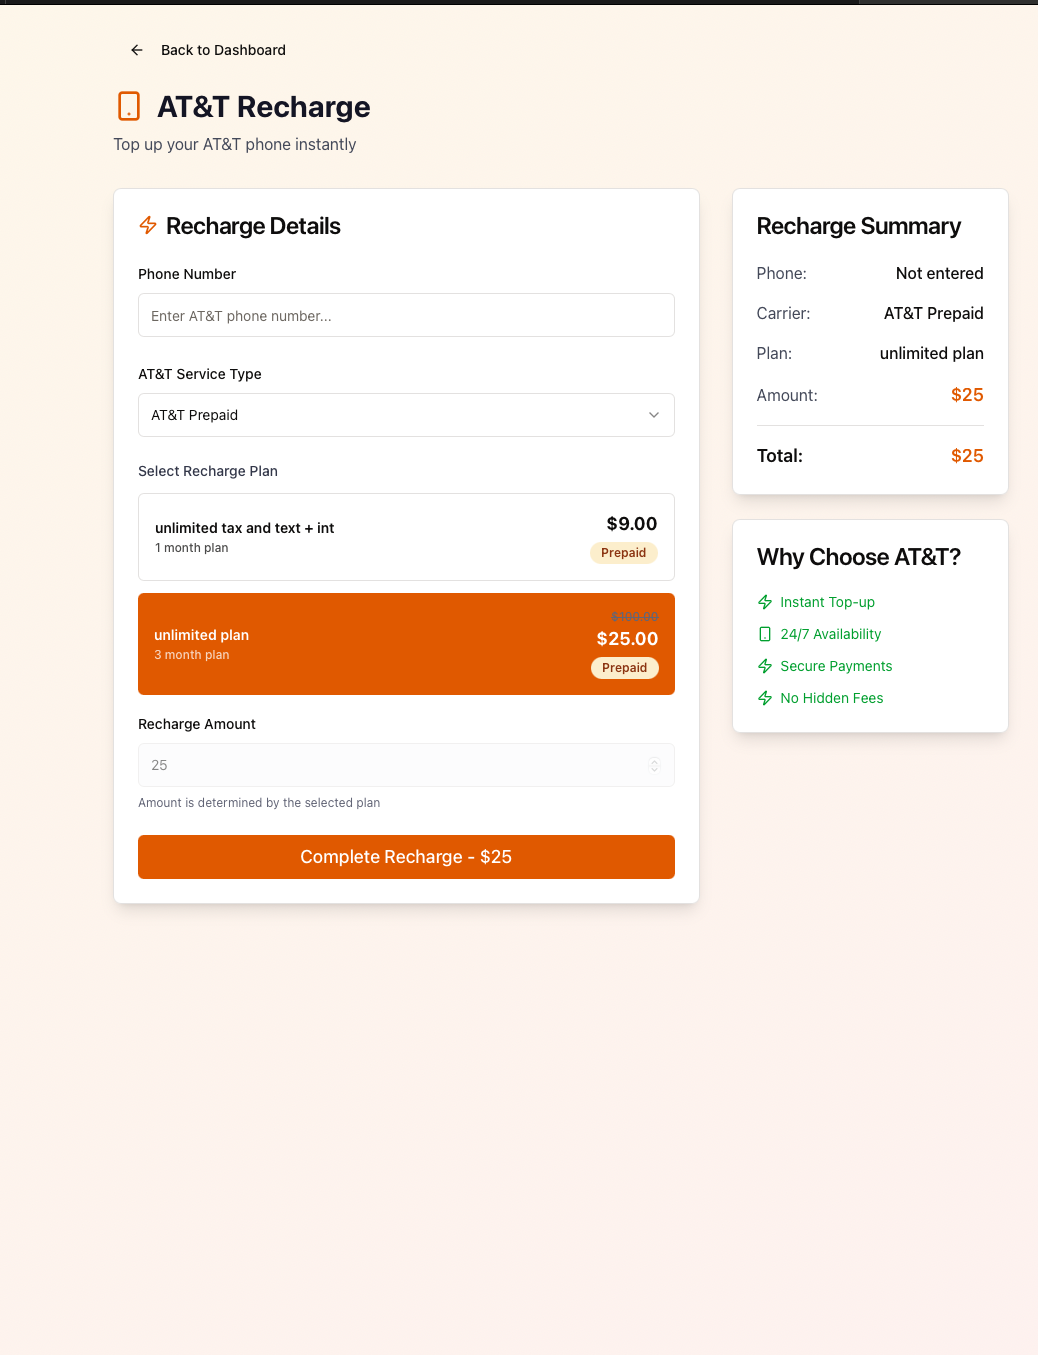 Back to Dashboard
AT&T Recharge
Top up your AT&T phone instantly
Recharge Details
Phone Number
Enter AT&T phone number...
AT&T Service Type
AT&T Prepaid
Select Recharge Plan
unlimited tax and text + int
1 month plan
$9.00
Prepaid
unlimited plan
3 month plan
$100.00
$25.00
Prepaid
Recharge Amount
25
Amount is determined by the selected plan
Complete Recharge - $25
Recharge Summary
Phone: Not entered
Carrier: AT&T Prepaid
Plan: unlimited plan
Amount: $25
Total: $25
Why Choose AT&T?
Instant Top-up
24/7 Availability
Secure Payments
No Hidden Fees